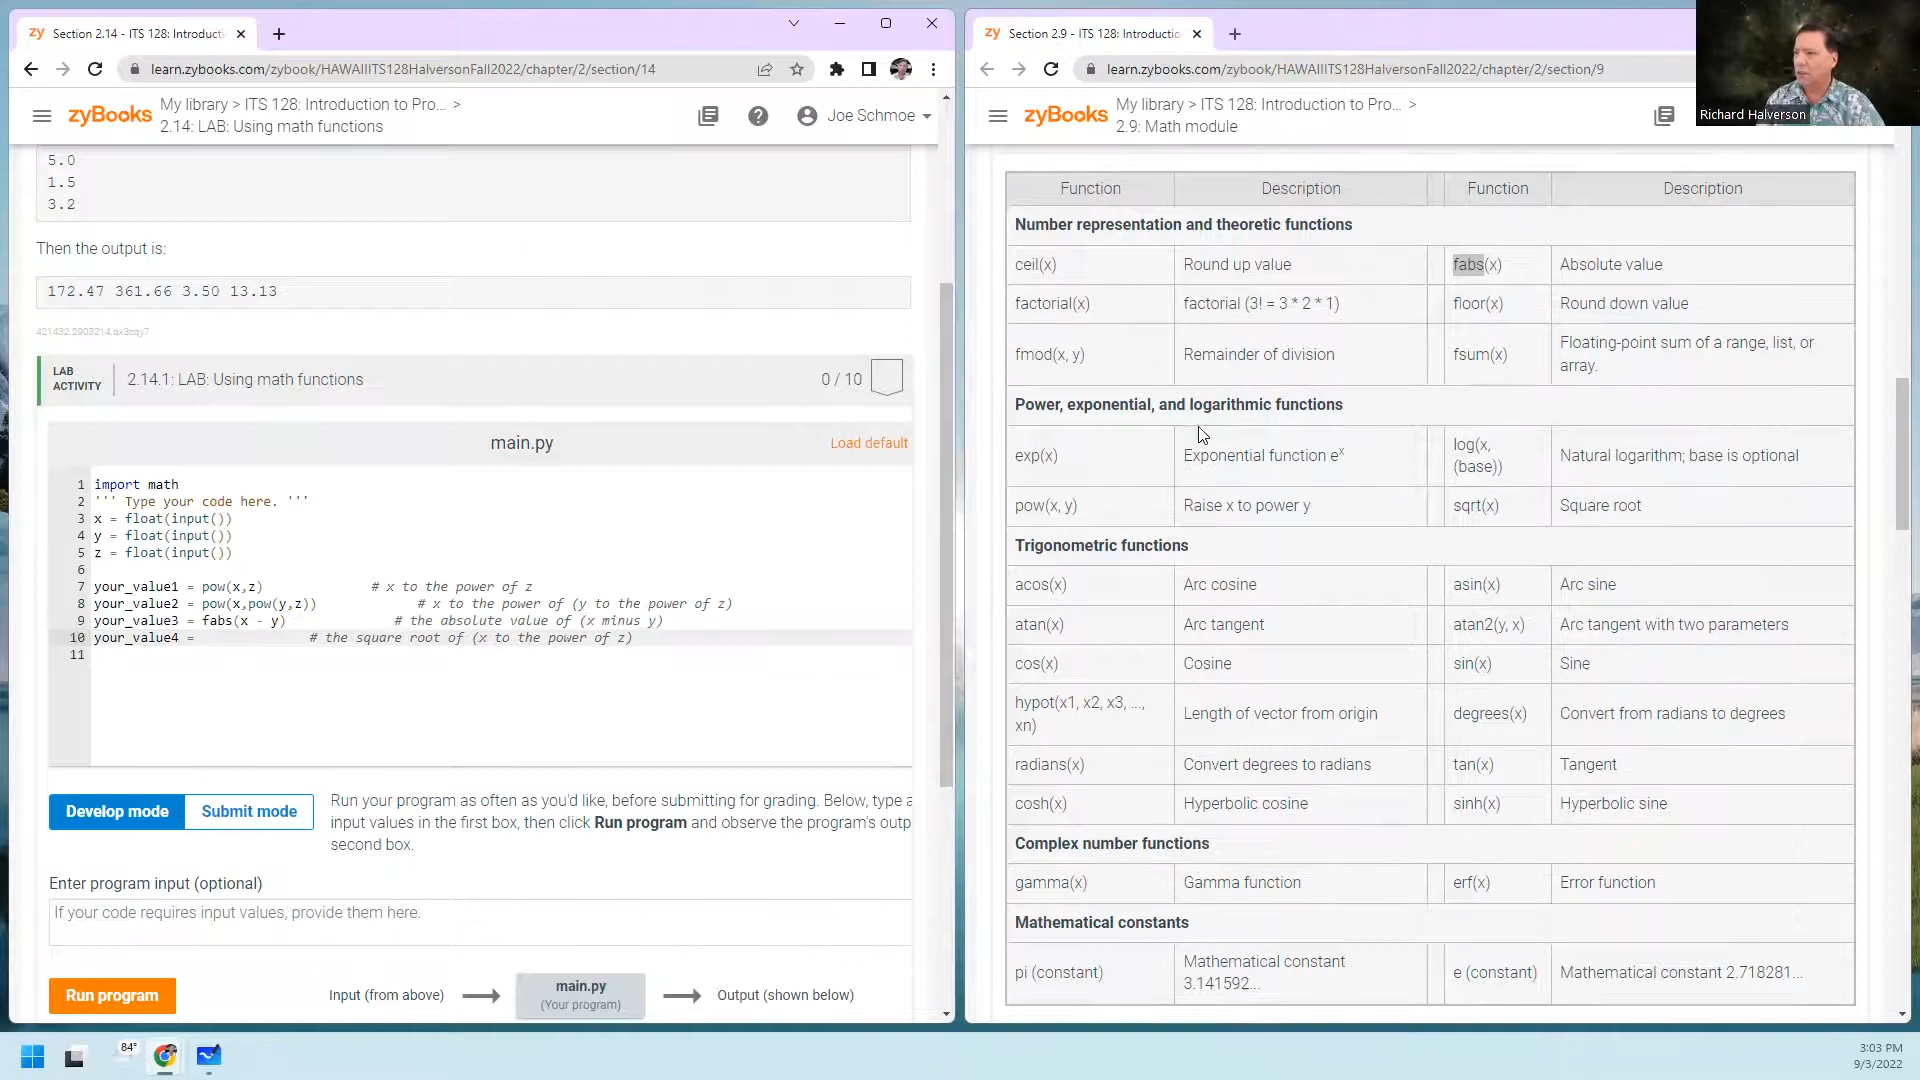 zy Section 2.14 - ITS 128: Introducti
learn.zybooks.com/zybook/HAWAIIITS128HalversonFall2022/chapter/2/section/14
zyBooks
My library > ITS 128: Introduction to Pro... >
2.14: LAB: Using math functions
Joe Schmoe
5.0
1.5
3.2
Then the output is:
172.47 361.66 3.50 13.13
421432.2903214.qx3zqy7
LAB
ACTIVITY
2.14.1: LAB: Using math functions
0 / 10
main.py
Load default
1 import math
2 ''' Type your code here. '''
3 x = float(input())
4 y = float(input())
5 z = float(input())
6
7 your_value1 = pow(x,z) # x to the power of z
8 your_value2 = pow(x,pow(y,z)) # x to the power of (y to the power of z)
9 your_value3 = fabs(x - y) # the absolute value of (x minus y)
10 your_value4 = # the square root of (x to the power of z)
11
Develop mode
Submit mode
Run your program as often as you'd like, before submitting for grading. Below, type a
input values in the first box, then click Run program and observe the program's outp
second box.
Enter program input (optional)
If your code requires input values, provide them here.
Run program
Input (from above)
main.py
(Your program)
Output (shown below)
zy Section 2.9 - ITS 128: Introductio
learn.zybooks.com/zybook/HAWAIIITS128HalversonFall2022/chapter/2/section/9
zyBooks
My library > ITS 128: Introduction to Pro... >
2.9: Math module
Richard Halverson
Function Description Function Description
Number representation and theoretic functions
ceil(x) Round up value fabs(x) Absolute value
factorial(x) factorial (3! = 3 * 2 * 1) floor(x) Round down value
fmod(x, y) Remainder of division fsum(x) Floating-point sum of a range, list, or
array.
Power, exponential, and logarithmic functions
exp(x) Exponential function eˣ log(x,
(base)) Natural logarithm; base is optional
pow(x, y) Raise x to power y sqrt(x) Square root
Trigonometric functions
acos(x) Arc cosine asin(x) Arc sine
atan(x) Arc tangent atan2(y, x) Arc tangent with two parameters
cos(x) Cosine sin(x) Sine
hypot(x1, x2, x3, ...,
xn) Length of vector from origin degrees(x) Convert from radians to degrees
radians(x) Convert degrees to radians tan(x) Tangent
cosh(x) Hyperbolic cosine sinh(x) Hyperbolic sine
Complex number functions
gamma(x) Gamma function erf(x) Error function
Mathematical constants
pi (constant) Mathematical constant
3.141592... e (constant) Mathematical constant 2.718281...
84°
3:03 PM
9/3/2022